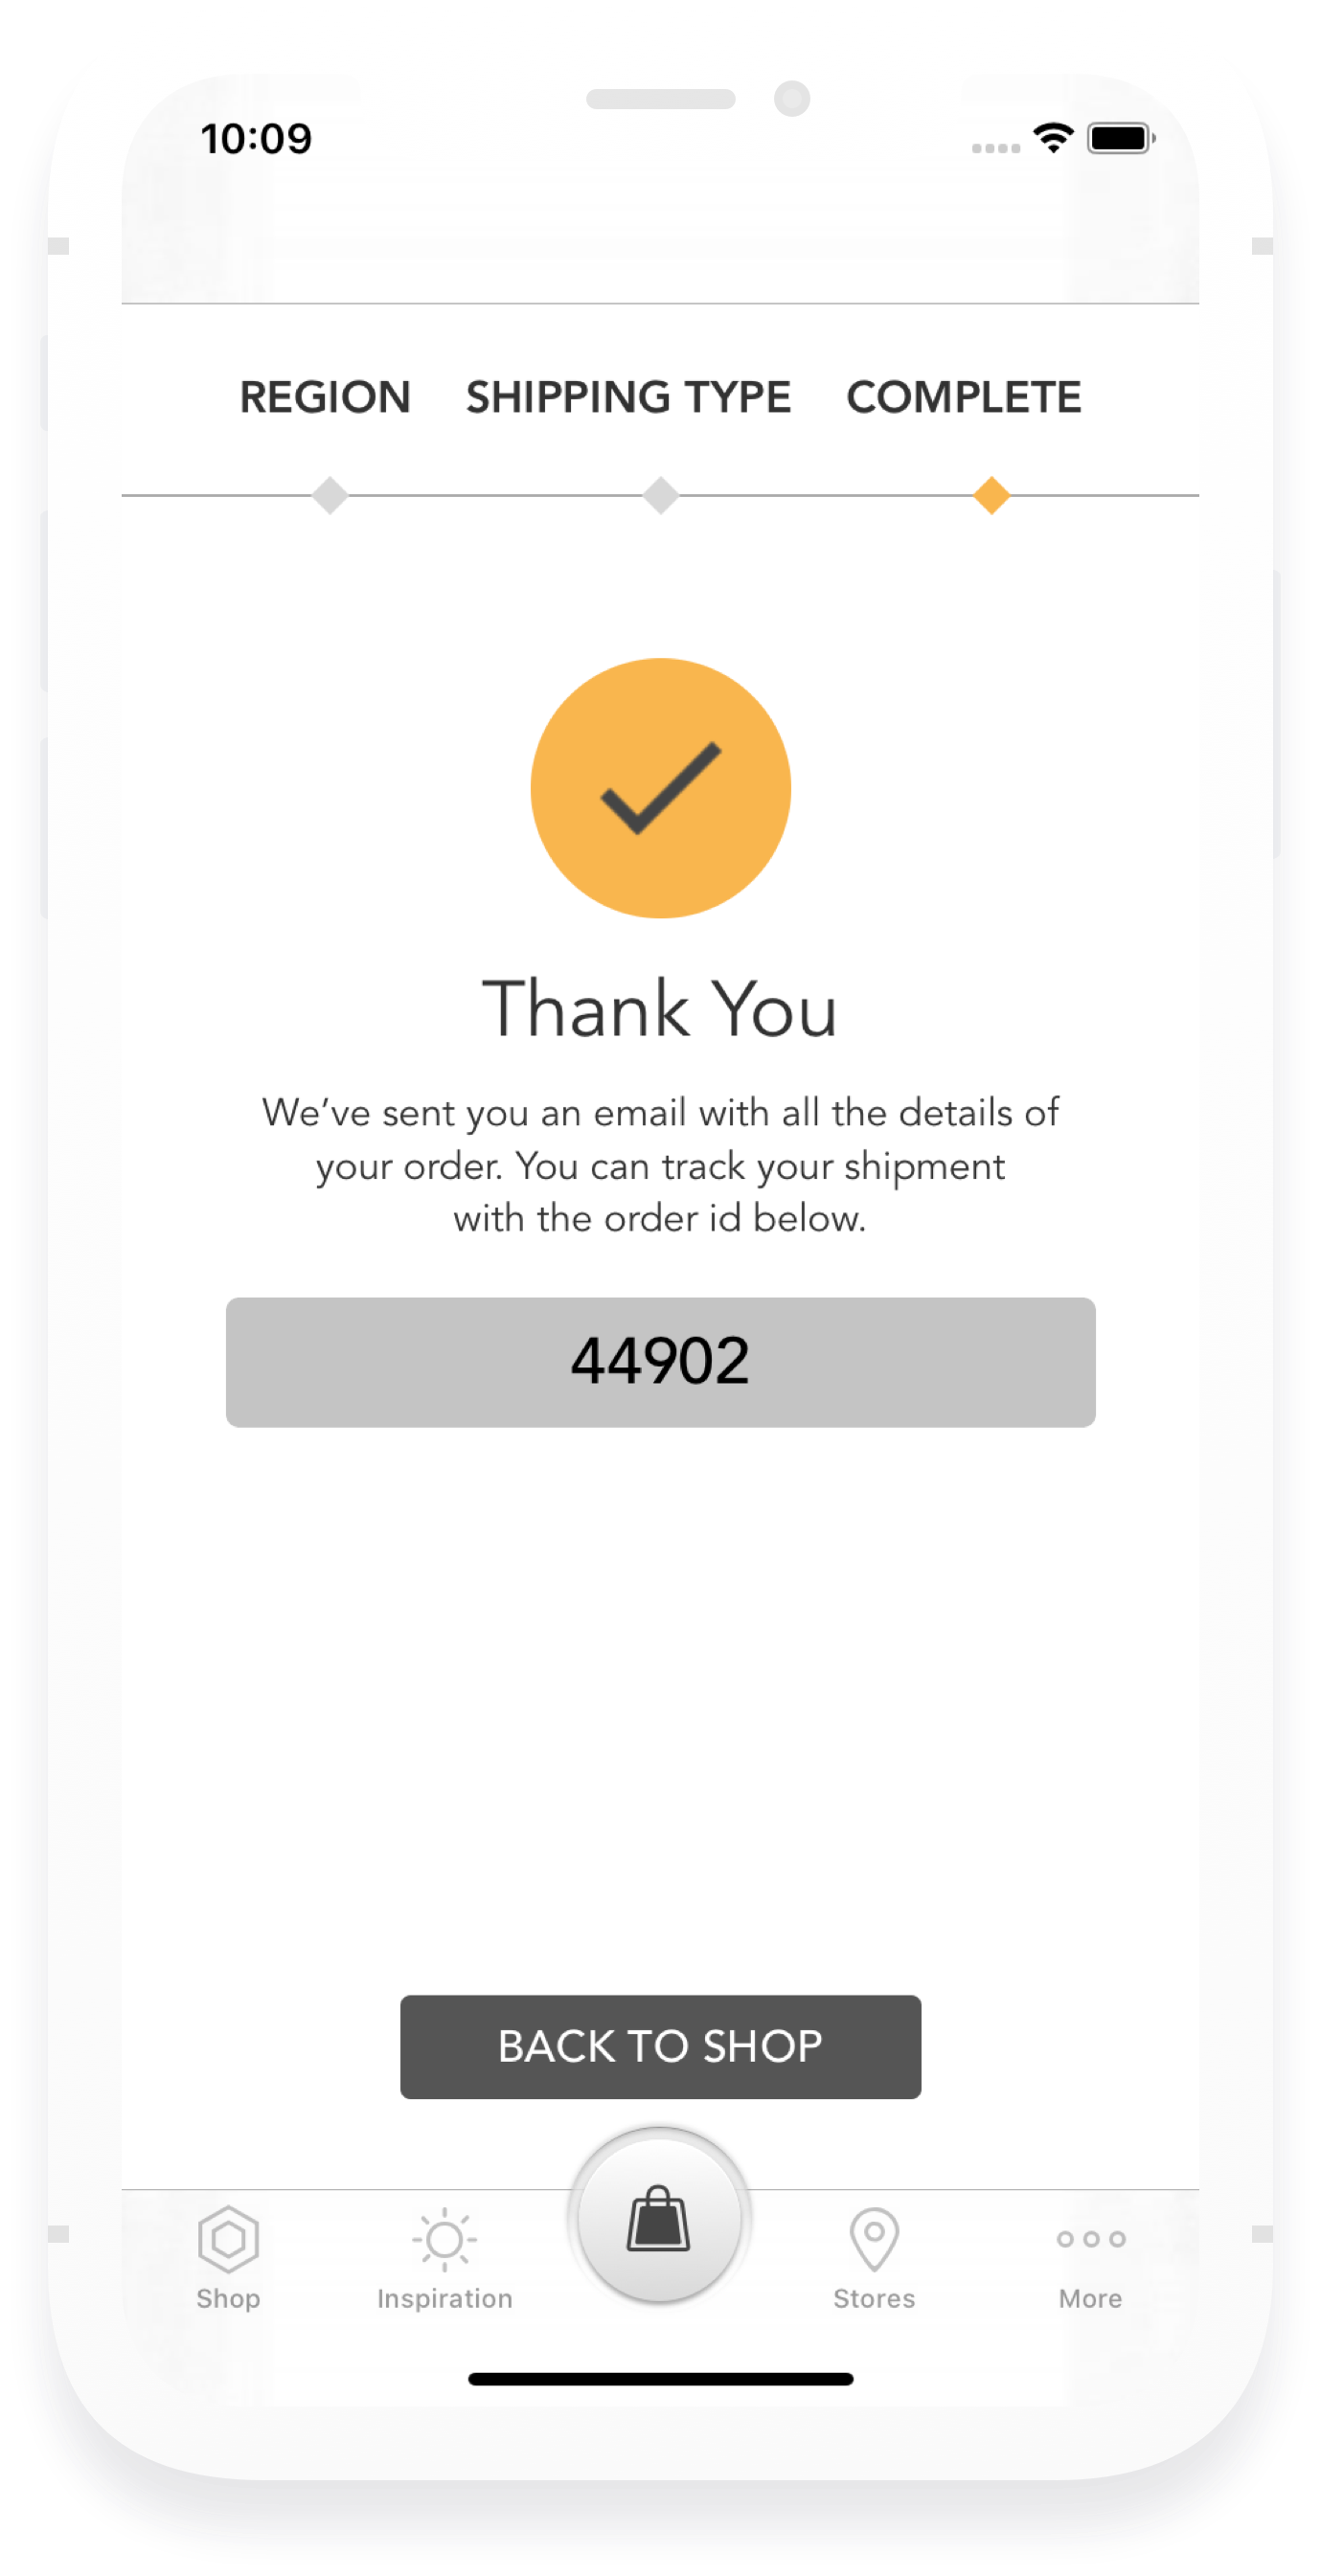 10:09
REGION SHIPPING TYPE COMPLETE
Thank You
We’ve sent you an email with all the details of
your order. You can track your shipment
with the order id below.
44902
BACK TO SHOP
Shop Inspiration Stores More